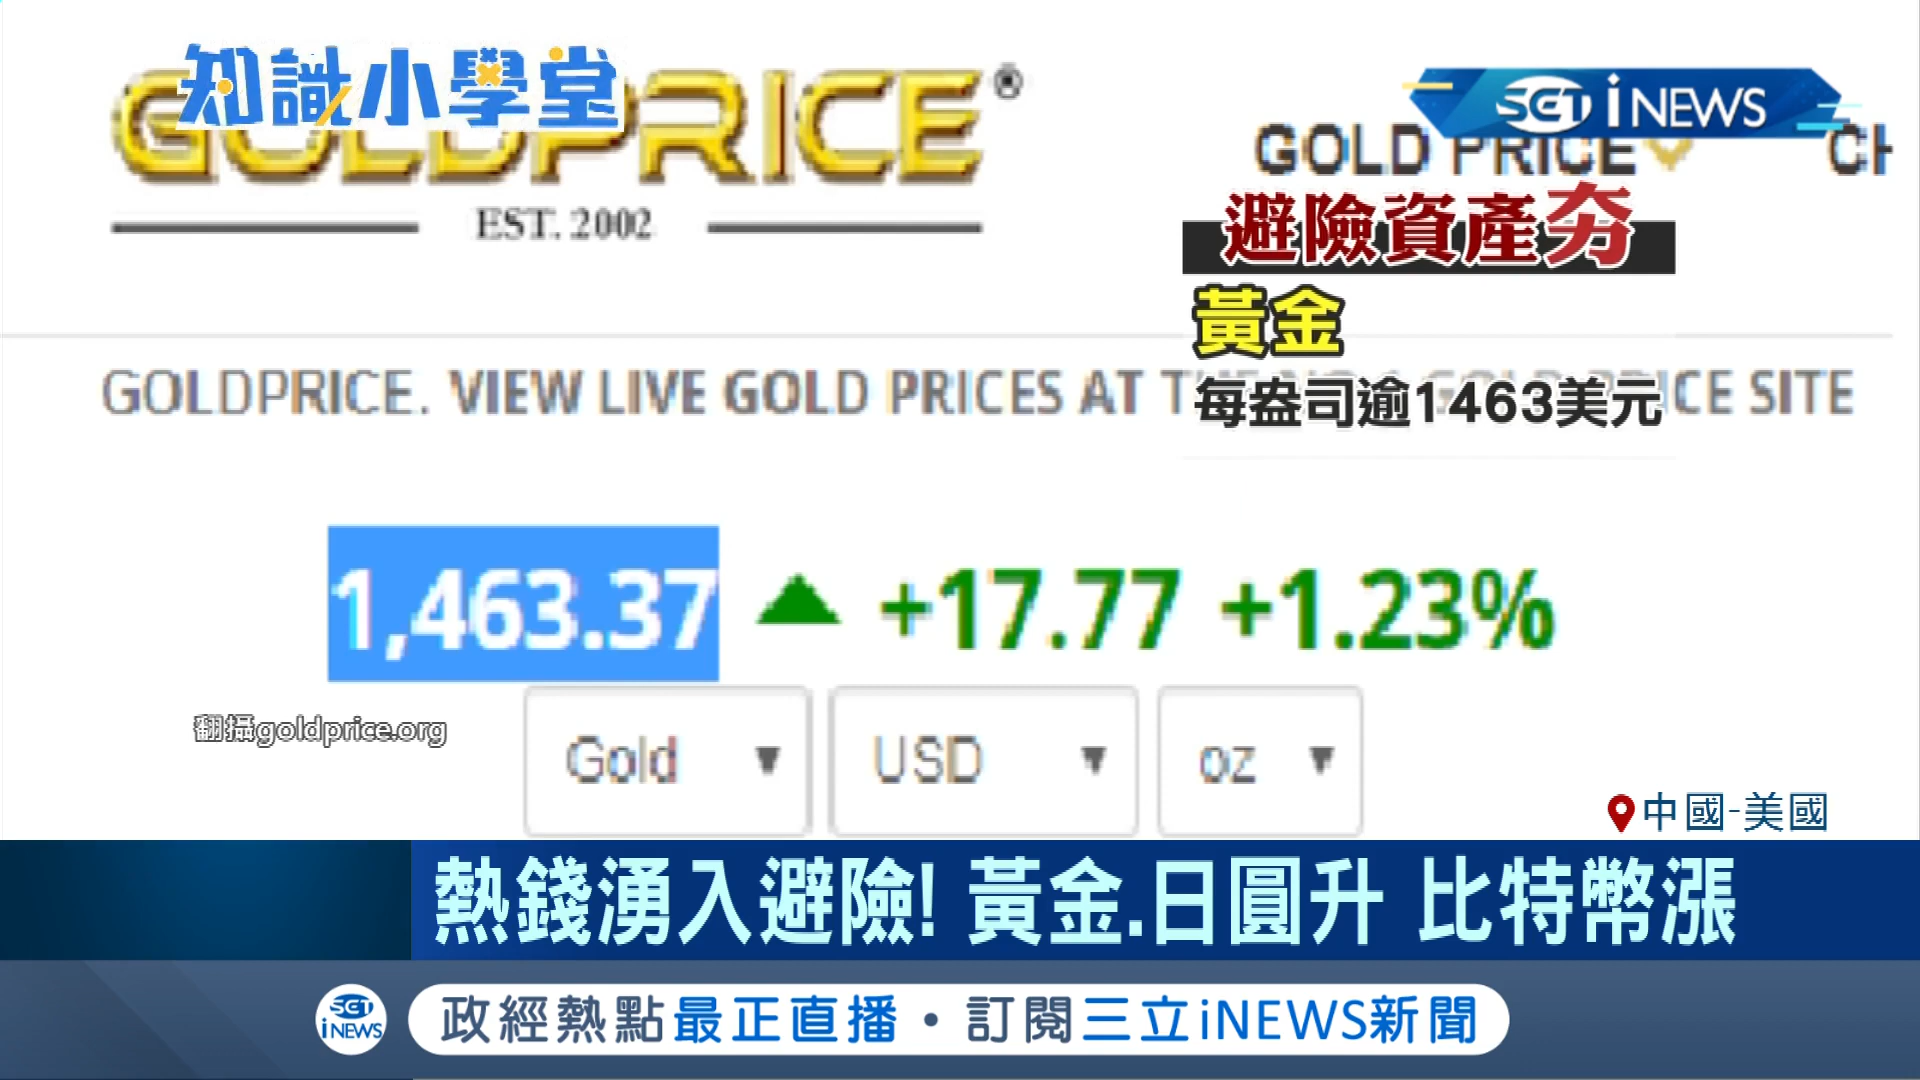 知識小學堂
GOLDPRICE®
EST. 2002
SET iNEWS
GOLD PRICE
避險資產夯
黃金
每盎司逾1463美元
GOLDPRICE. VIEW LIVE GOLD PRICES AT
PRICE SITE
1,463.37 ▲ +17.77 +1.23%
翻攝goldprice.org
Gold ▼ USD ▼ oz ▼
中國-美國
熱錢湧入避險! 黃金.日圓升 比特幣漲
SET iNEWS
政經熱點最正直播・訂閱三立iNEWS新聞